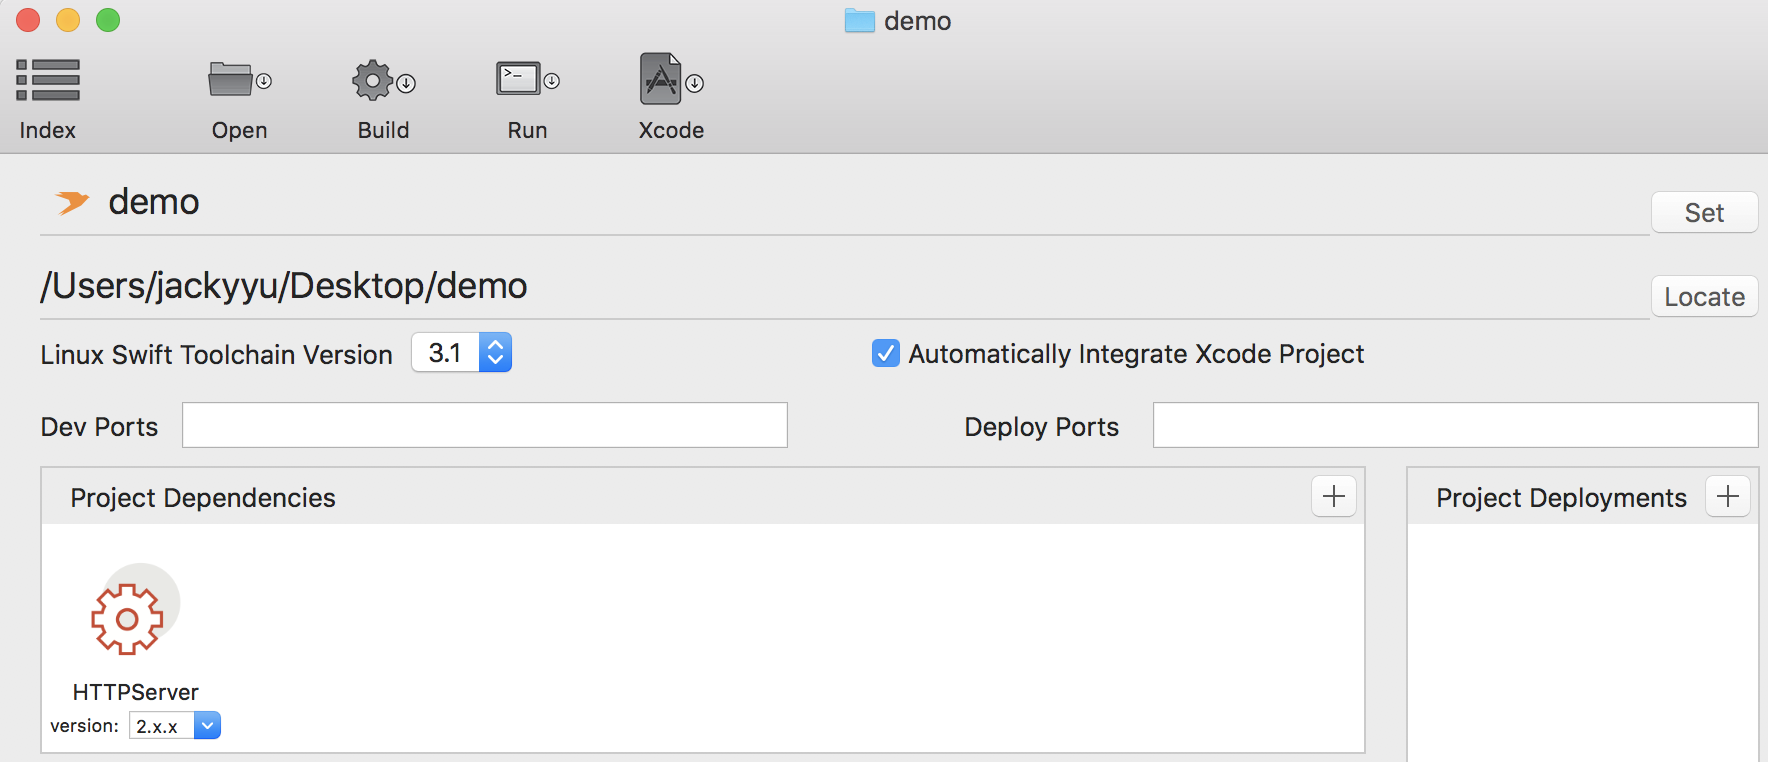 demo
Index
Open
Build
Run
Xcode
demo
Set
/Users/jackyyu/Desktop/demo
Locate
Linux Swift Toolchain Version 3.1
Automatically Integrate Xcode Project
Dev Ports
Deploy Ports
Project Dependencies
Project Deployments
HTTPServer
version: 2.x.x